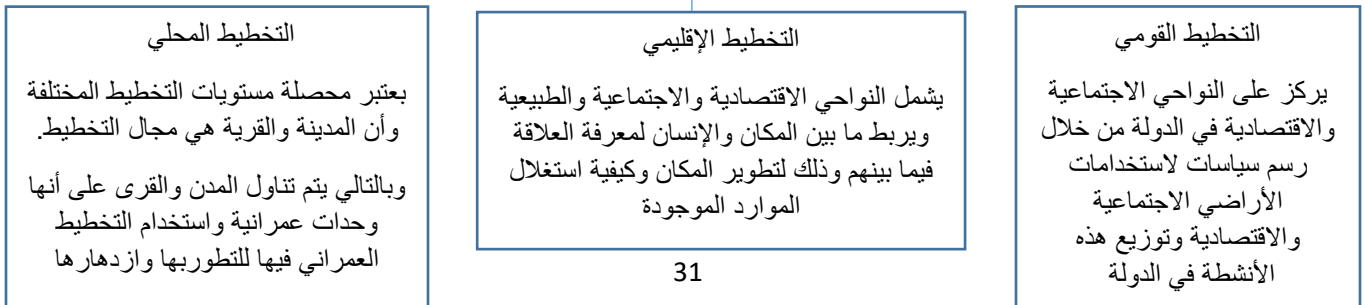 التخطيط القومي
يركز على النواحي الاجتماعية
والاقتصادية في الدولة من خلال
رسم سياسات لاستخدامات
الأراضي الاجتماعية
والاقتصادية وتوزيع هذه
الأنشطة في الدولة
التخطيط الإقليمي
يشمل النواحي الاقتصادية والاجتماعية والطبيعية
ويربط ما بين المكان والإنسان لمعرفة العلاقة
فيما بينهم وذلك لتطوير المكان وكيفية استغلال
الموارد الموجودة
التخطيط المحلي
بعتبر محصلة مستويات التخطيط المختلفة
وأن المدينة والقرية هي مجال التخطيط.
وبالتالي يتم تناول المدن والقرى على أنها
وحدات عمرانية واستخدام التخطيط
العمراني فيها للتطوربها وازدهارها
31